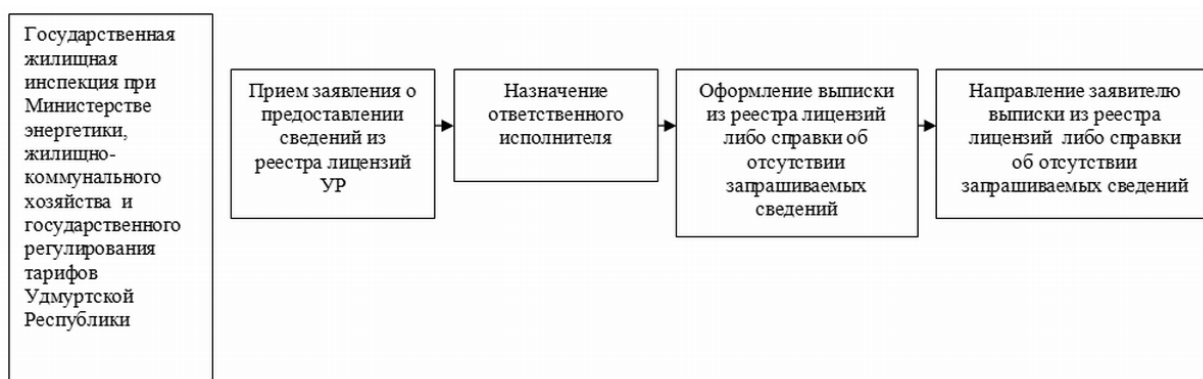 Государственная
жилищная
инспекция при
Министерстве
энергетики,
жилищно-
коммунального
хозяйства и
государственного
регулирования
тарифов
Удмуртской
Республики
Прием заявления о
предоставлении
сведений из
реестра лицензий
УР
Назначение
ответственного
исполнителя
Оформление выписки
из реестра лицензий
либо справки об
отсутствии
запрашиваемых
сведений
Направление заявителю
выписки из реестра
лицензий либо справки
об отсутствии
запрашиваемых сведений